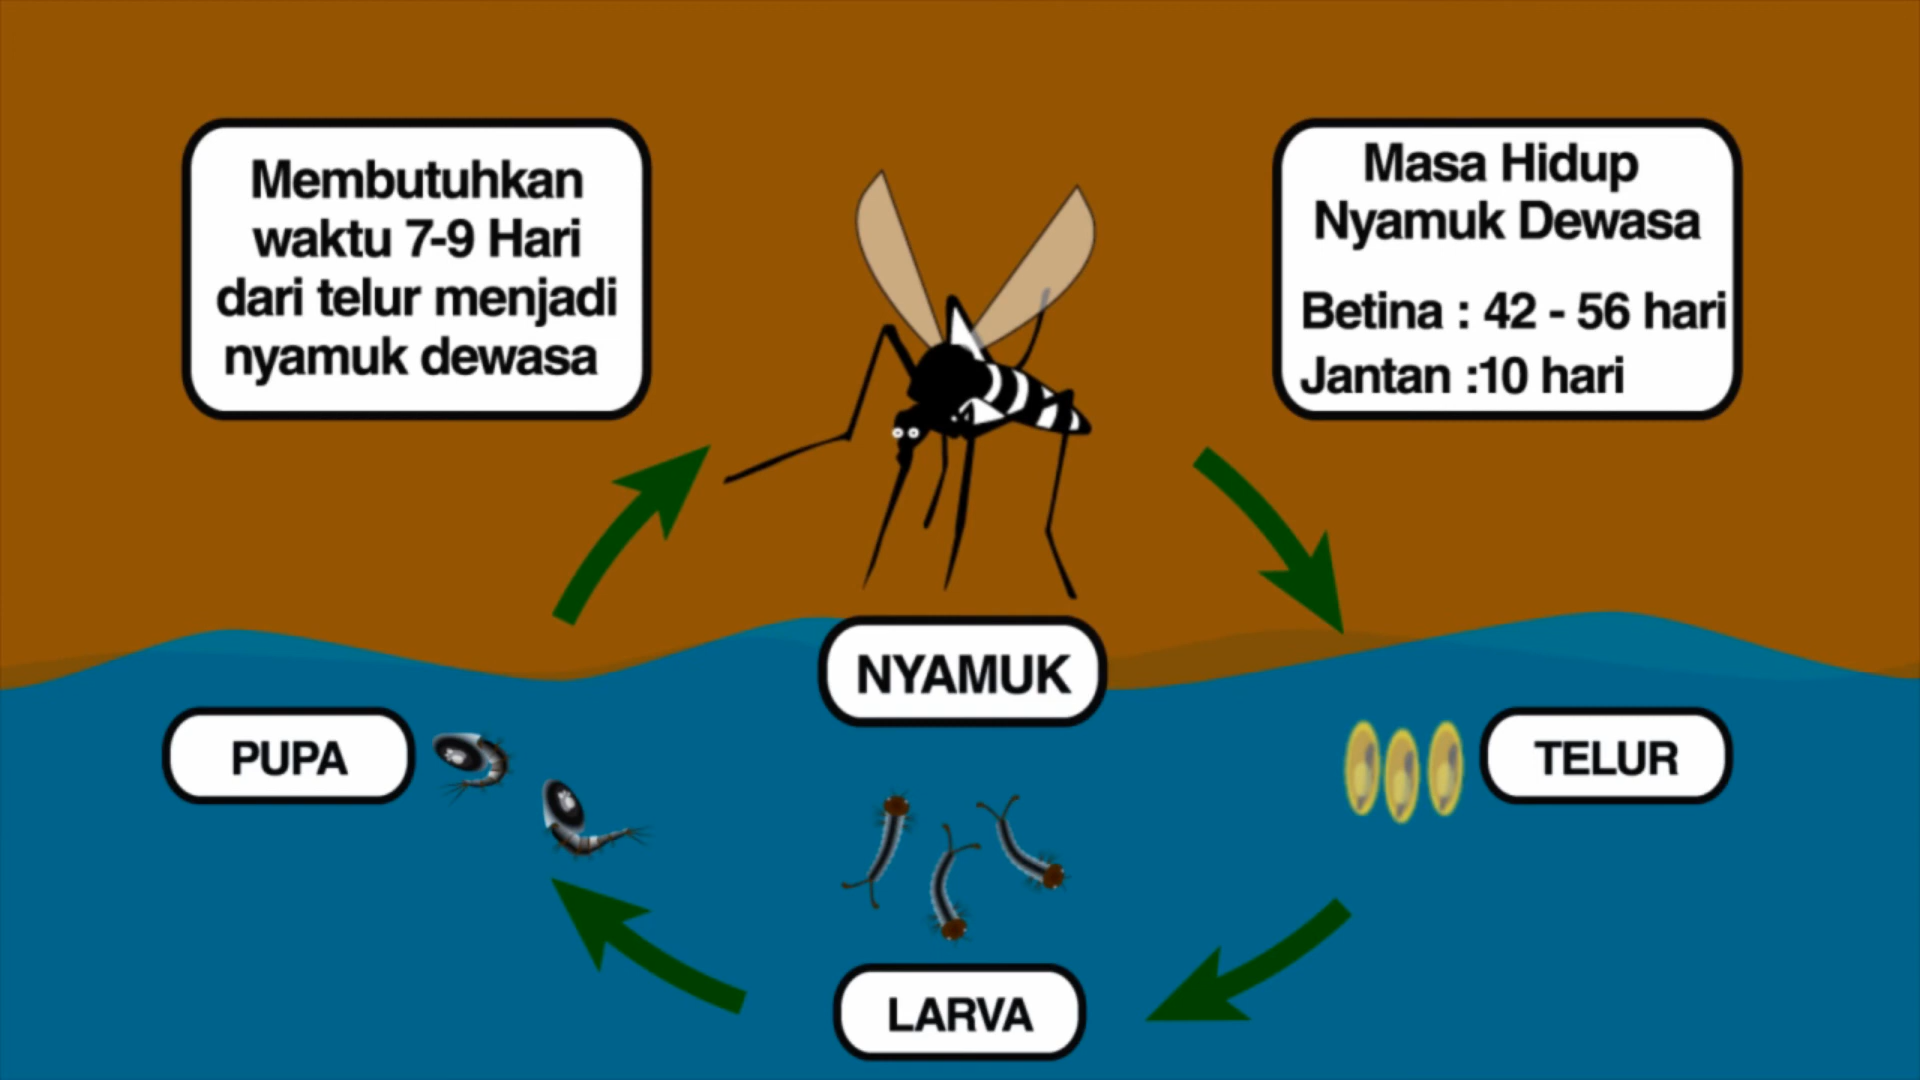 Membutuhkan
waktu 7-9 Hari
dari telur menjadi
nyamuk dewasa
Masa Hidup
Nyamuk Dewasa
Betina : 42 - 56 hari
Jantan :10 hari
NYAMUK
PUPA
TELUR
LARVA